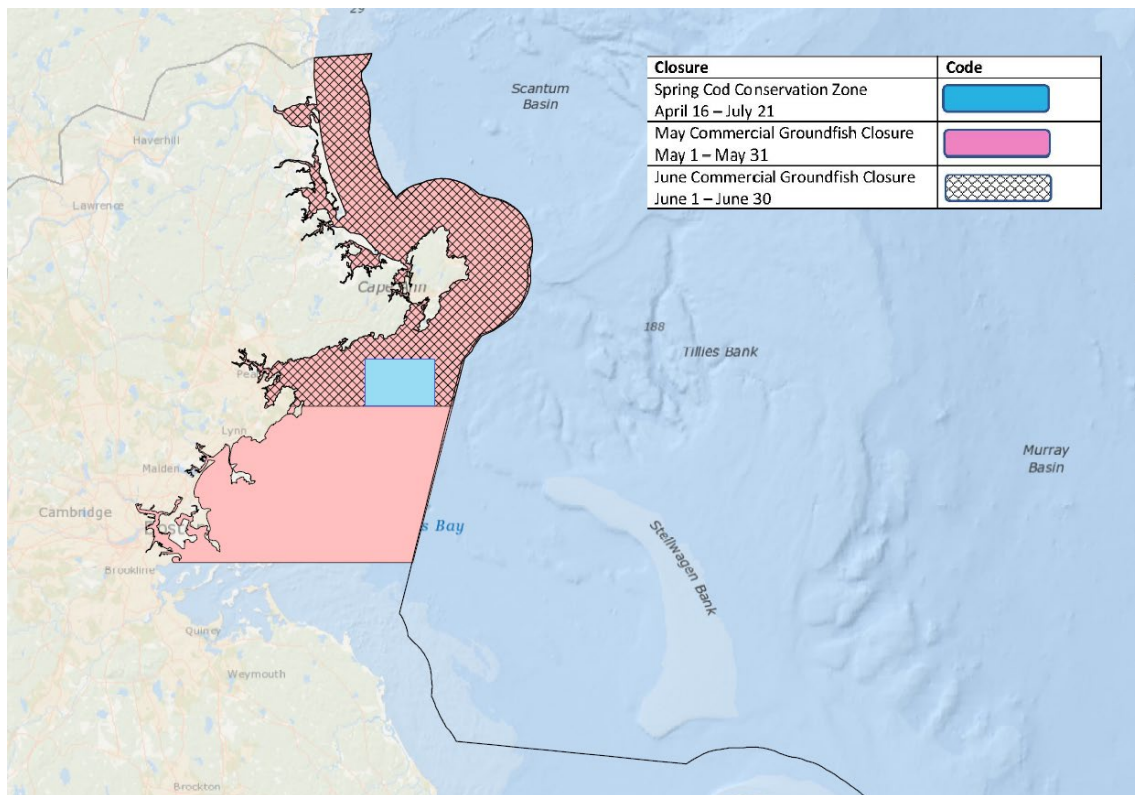 29
Closure Code
Spring Cod Conservation Zone
April 16 – July 21
May Commercial Groundfish Closure
May 1 – May 31
June Commercial Groundfish Closure
June 1 – June 30
Scantum
Basin
Haverhill
Lawrence
188
Tillies Bank
Lynn
Malden
Murray
Basin
Cambridge
Bay
Stellwagen Bank
Brookline
Quincy
Weymouth
Brockton